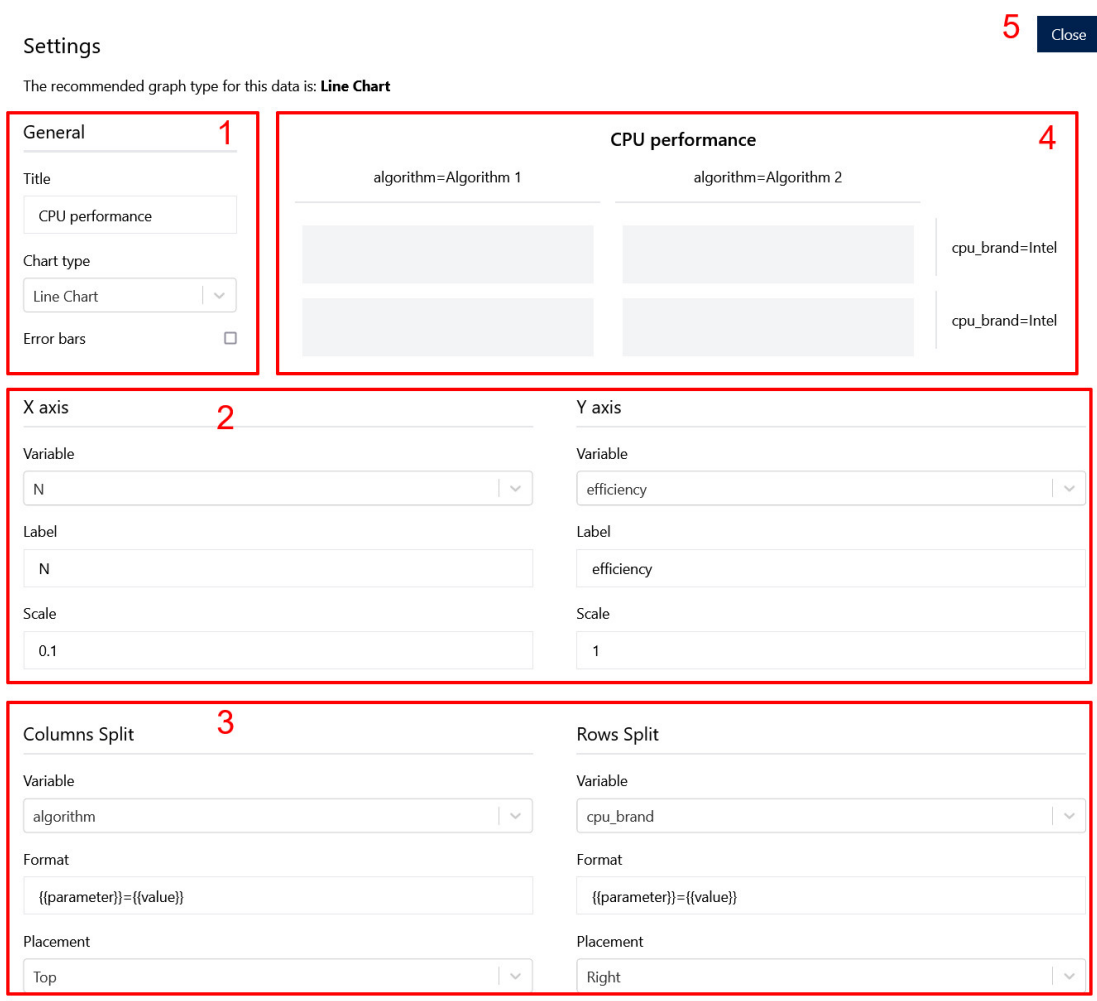 5
Close
Settings
The recommended graph type for this data is: Line Chart
General
1
Title
CPU performance
Chart type
Line Chart
Error bars
CPU performance
4
algorithm=Algorithm 1
algorithm=Algorithm 2
cpu_brand=Intel
cpu_brand=Intel
2
X axis
Variable
N
Label
N
Scale
0.1
Y axis
Variable
efficiency
Label
efficiency
Scale
1
3
Columns Split
Variable
algorithm
Format
{{parameter}}={{value}}
Placement
Top
Rows Split
Variable
cpu_brand
Format
{{parameter}}={{value}}
Placement
Right